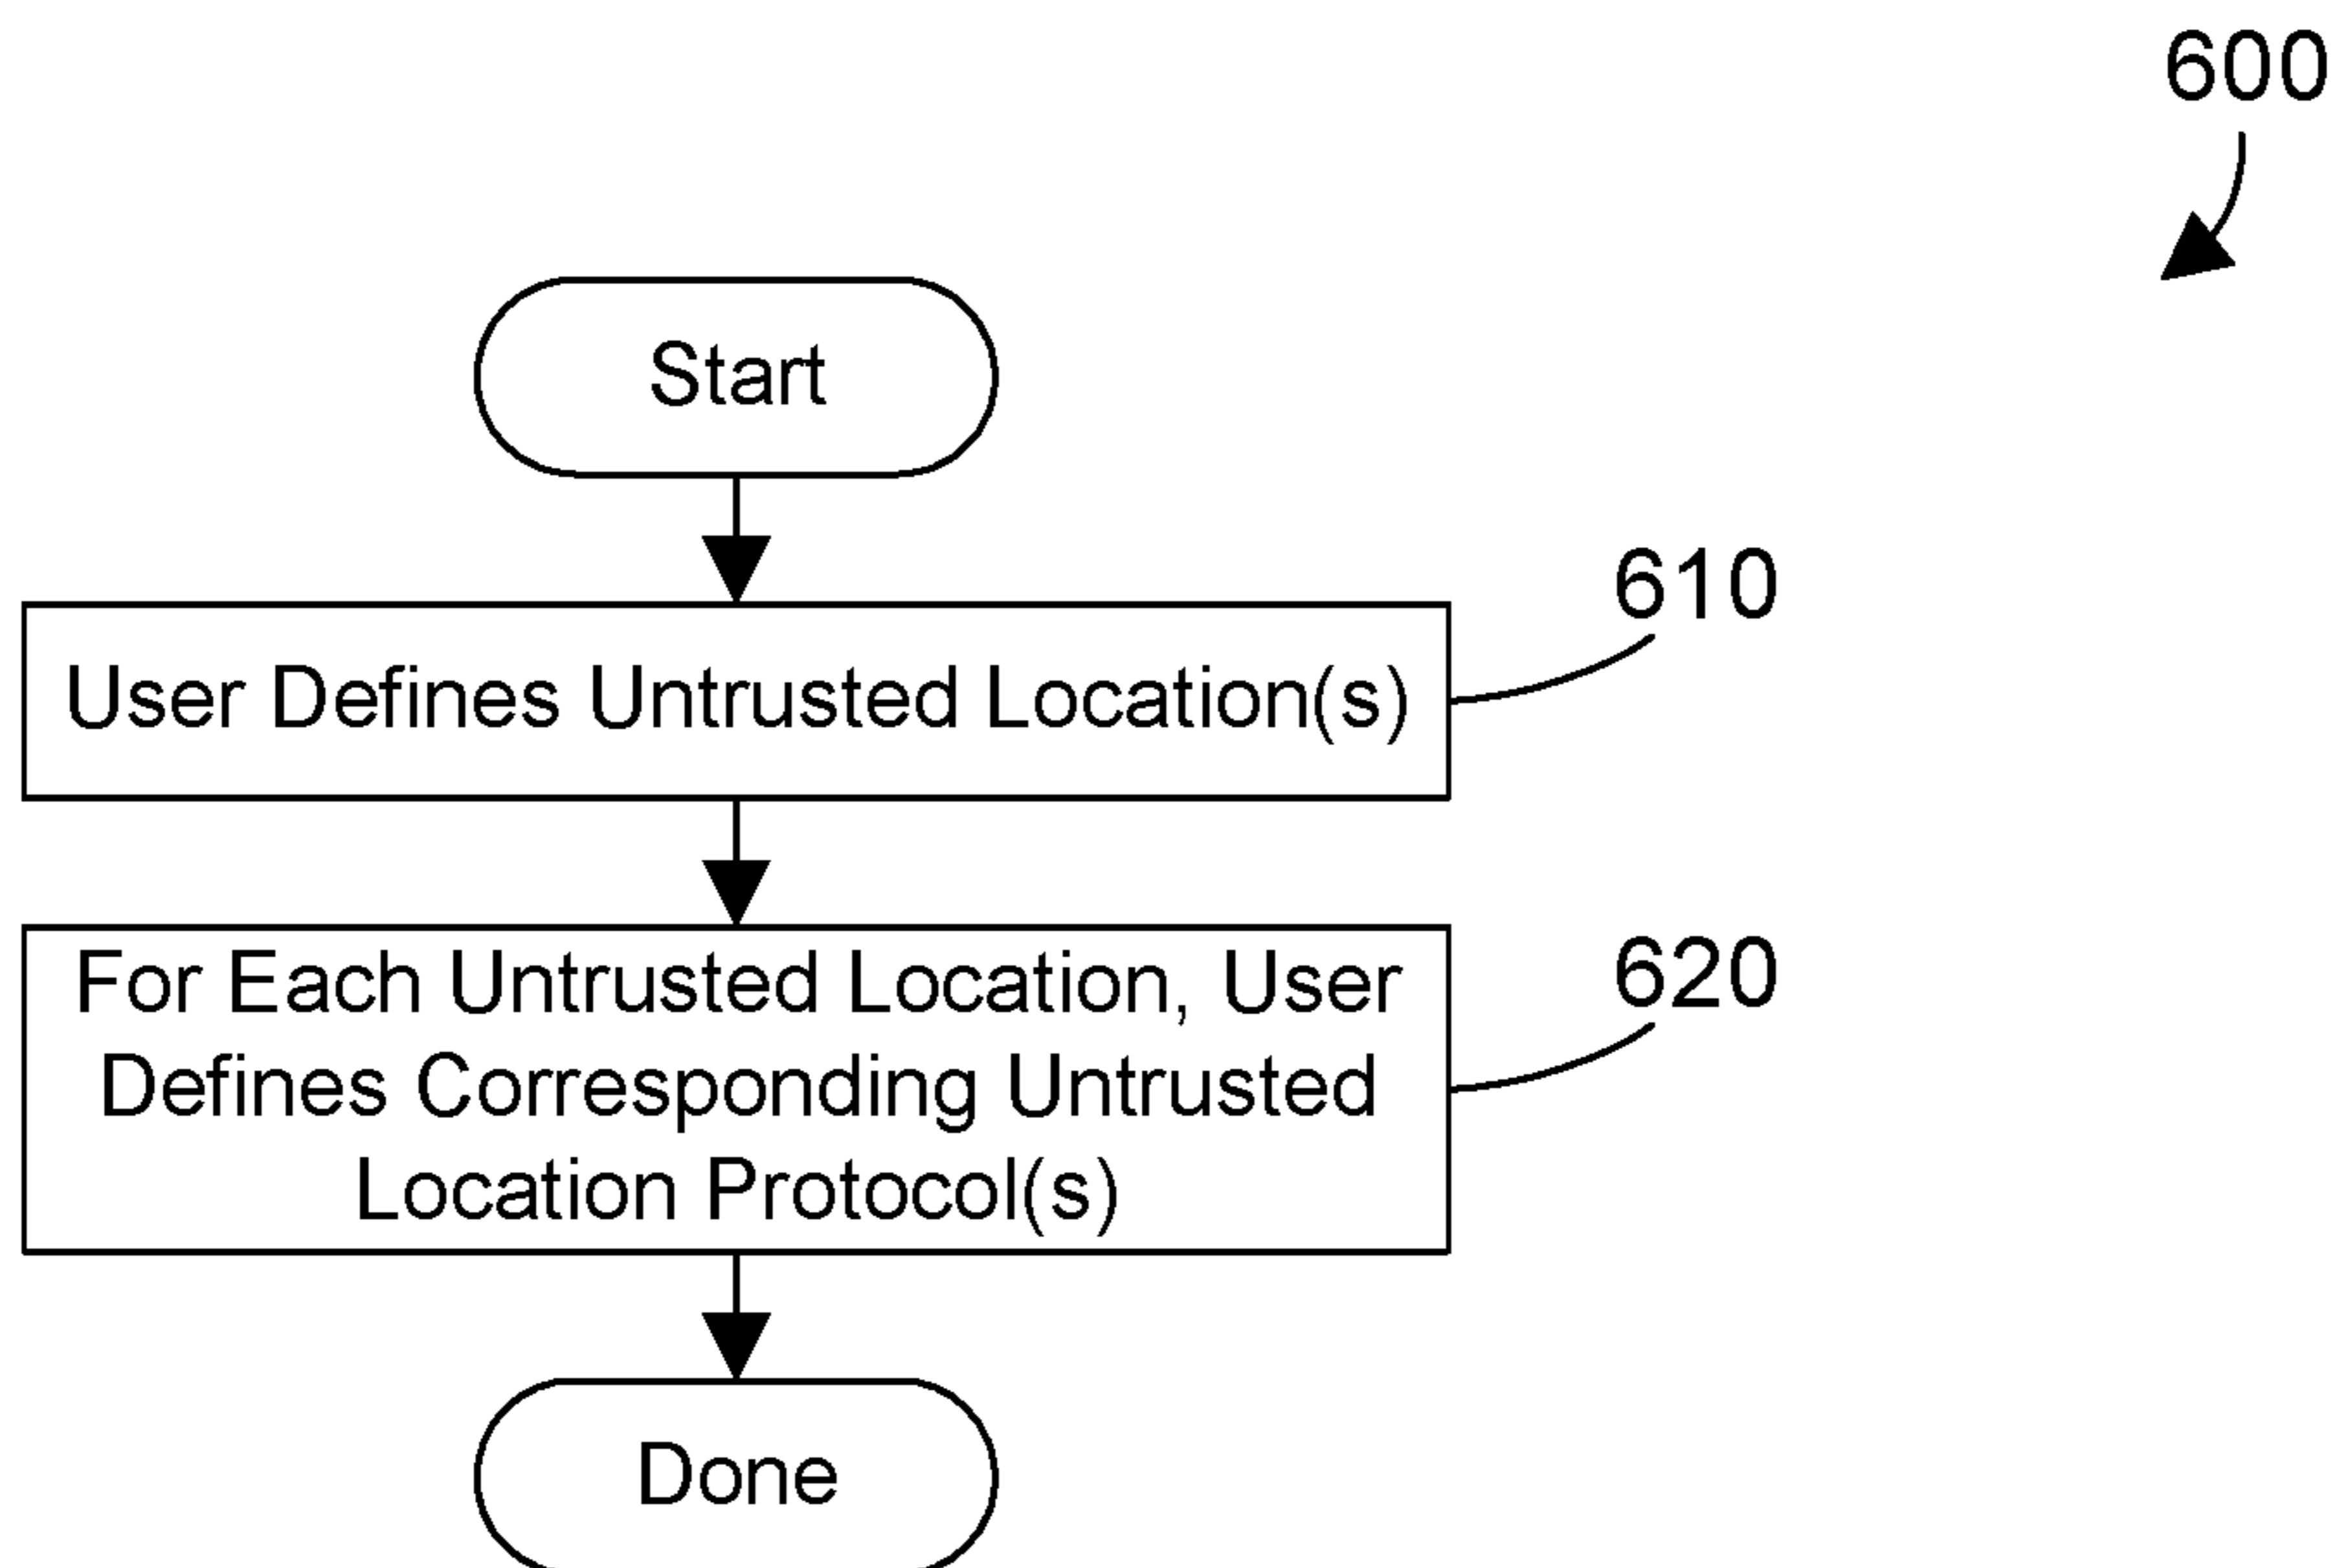 600
Start
610
User Defines Untrusted Location(s)
620
For Each Untrusted Location, User
Defines Corresponding Untrusted
Location Protocol(s)
Done